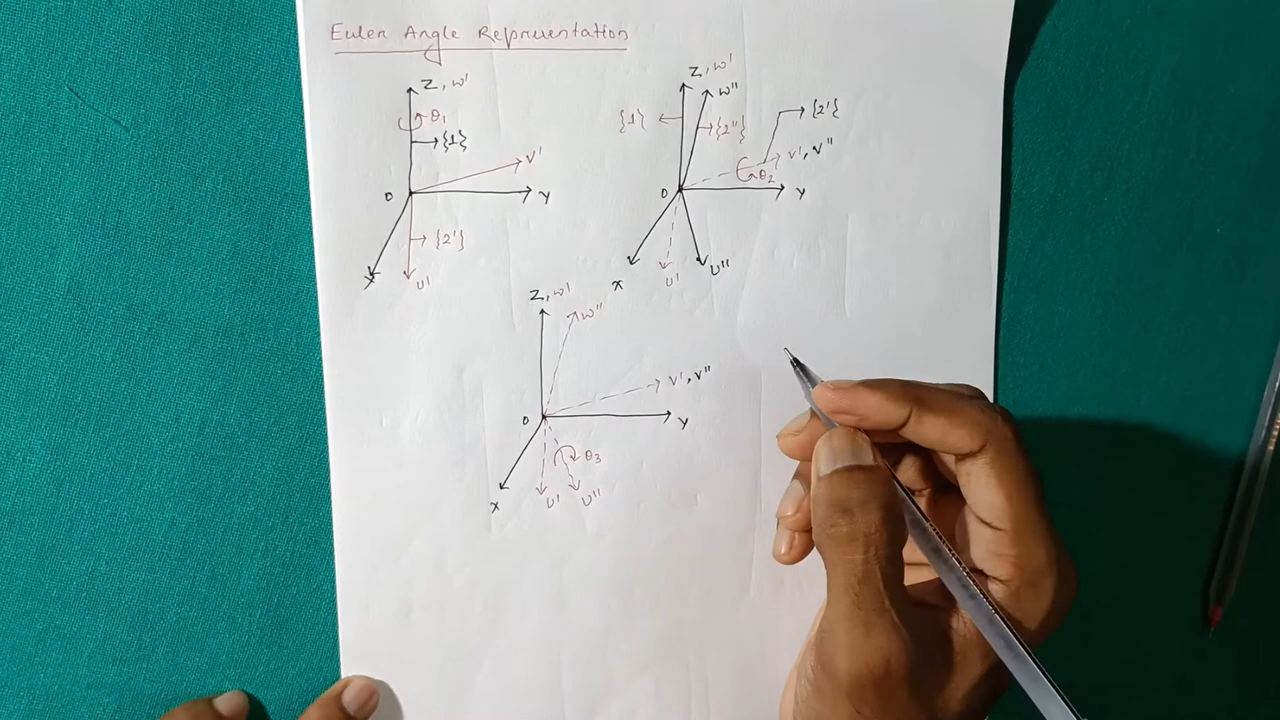 Euler Angle Representation
Z, w'
θ1
{1}
v'
O
Y
{2'}
X
U'
Z, w'
w''
{1}
{2''}
{2'}
v', v''
θ2
O
Y
X
U'
U''
Z, w'
w''
v', v''
O
Y
θ3
X
U'
U''